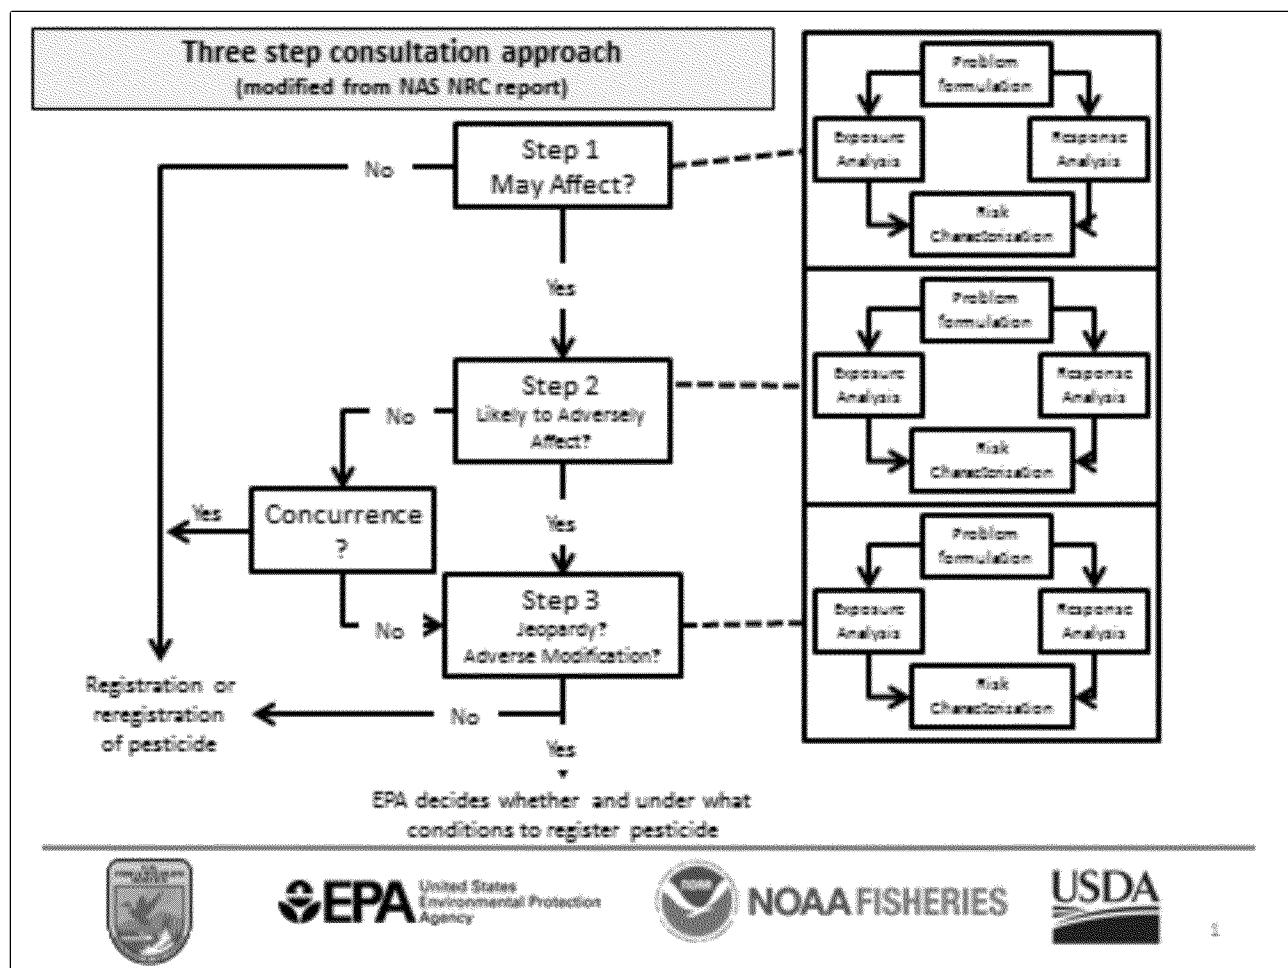 Three step consultation approach
(modified from NAS NRC report)
Step 1
May Affect?
No
Yes
Step 2
Likely to Adversely
Affect?
No
Yes
Concurrence
?
Yes
No
Step 3
Jeopardy?
Adverse Modification?
No
Yes
Registration or
reregistration
of pesticide
EPA decides whether and under what
conditions to register pesticide
Problem
formulation
Exposure
Analysis
Response
Analysis
Risk
Characterization
Problem
formulation
Exposure
Analysis
Response
Analysis
Risk
Characterization
Problem
formulation
Exposure
Analysis
Response
Analysis
Risk
Characterization
EPA
United States
Environmental Protection
Agency
NOAA FISHERIES
USDA
1